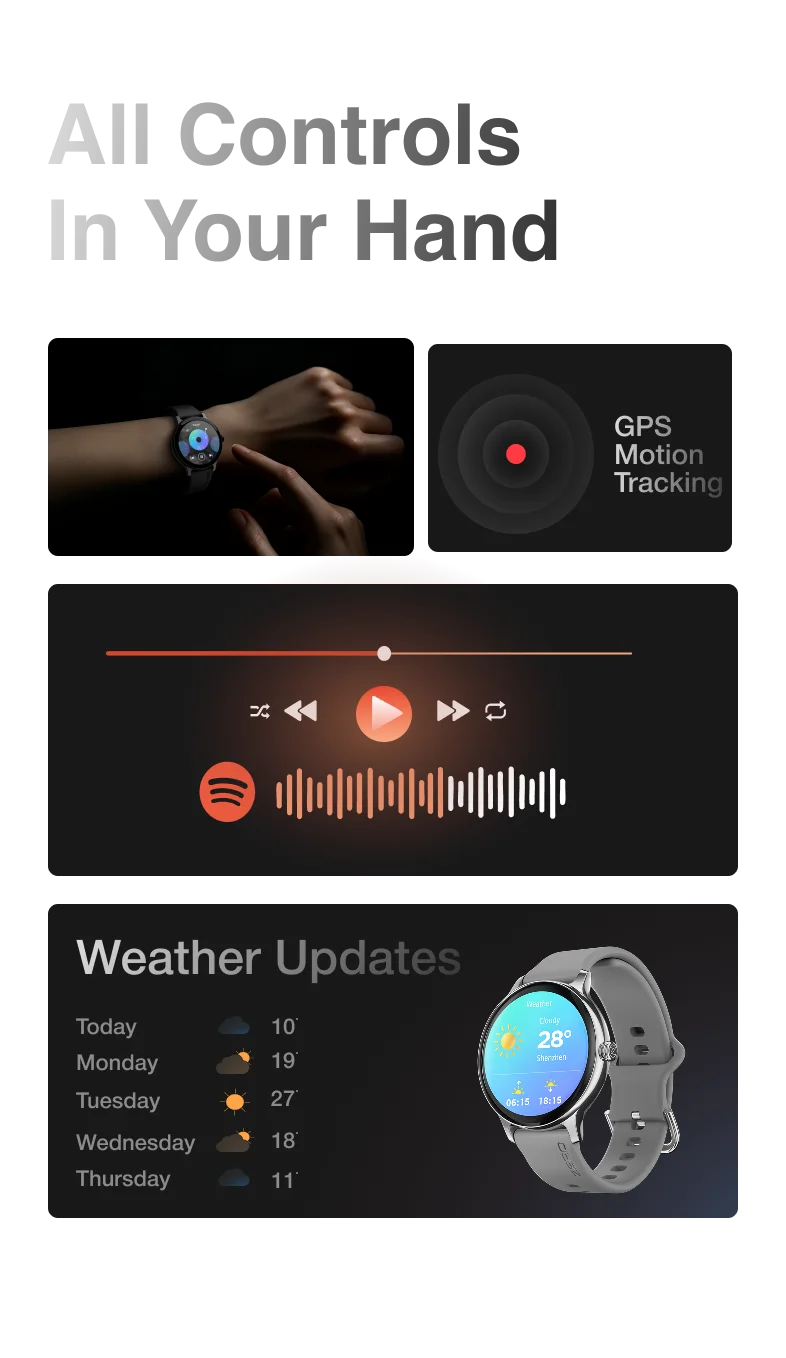 All Controls
In Your Hand
GPS
Motion
Tracking
Weather Updates
Today 10°
Monday 19°
Tuesday 27°
Wednesday 18°
Thursday 11°
Weather
Cloudy
28°
Shenzhen
06:15 18:15